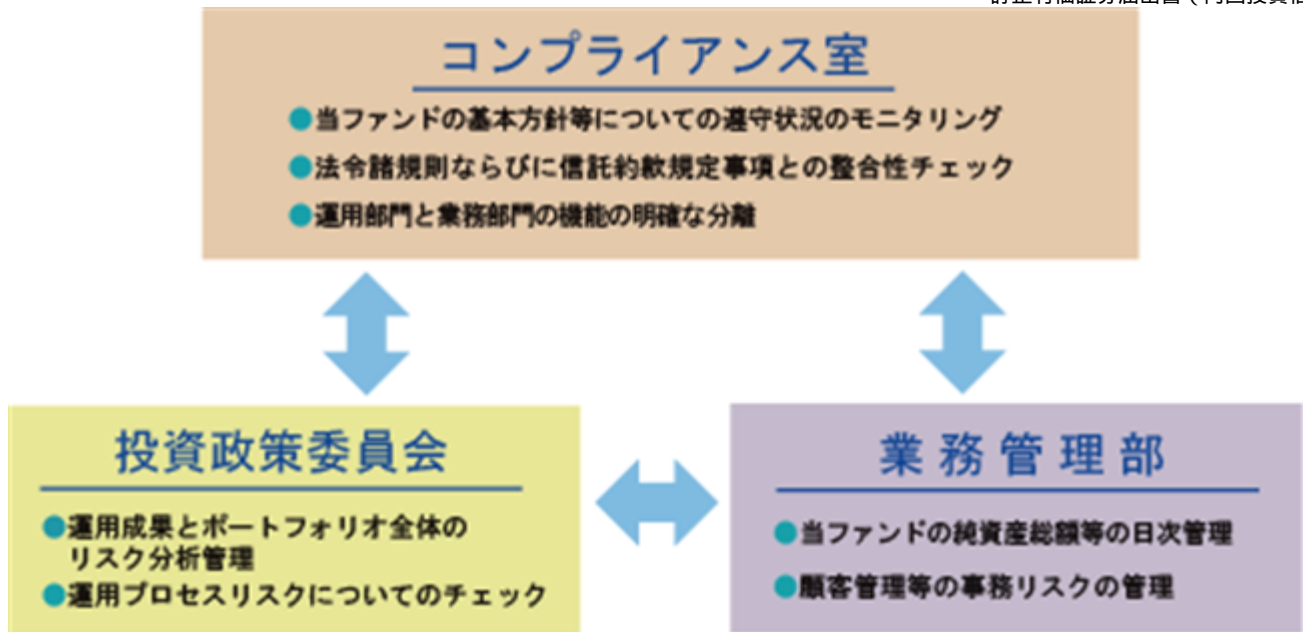 コンプライアンス室
●当ファンドの基本方針等についての遵守状況のモニタリング
●法令諸規則ならびに信託約款規定事項との整合性チェック
●運用部門と業務部門の機能の明確な分離
投資政策委員会
●運用成果とポートフォリオ全体の
リスク分析管理
●運用プロセスリスクについてのチェック
業務管理部
●当ファンドの純資産総額等の日次管理
●顧客管理等の事務リスクの管理